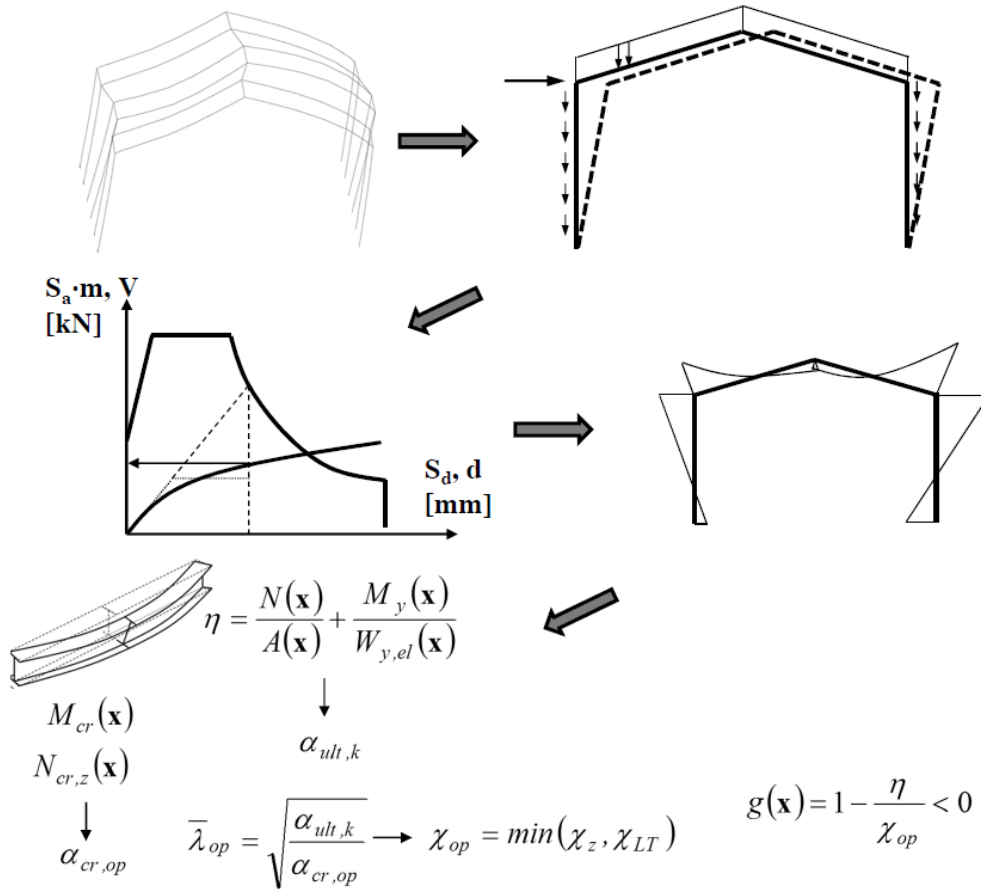 Sa·m, V
[kN]
Sd, d
[mm]
η = N(x)/A(x) + My(x)/Wy,el(x)
Mcr(x)
Ncr,z(x)
αult,k
αcr,op
λ̅op = √(αult,k/αcr,op) → χop = min(χz, χLT)
g(x) = 1 − η/χop < 0